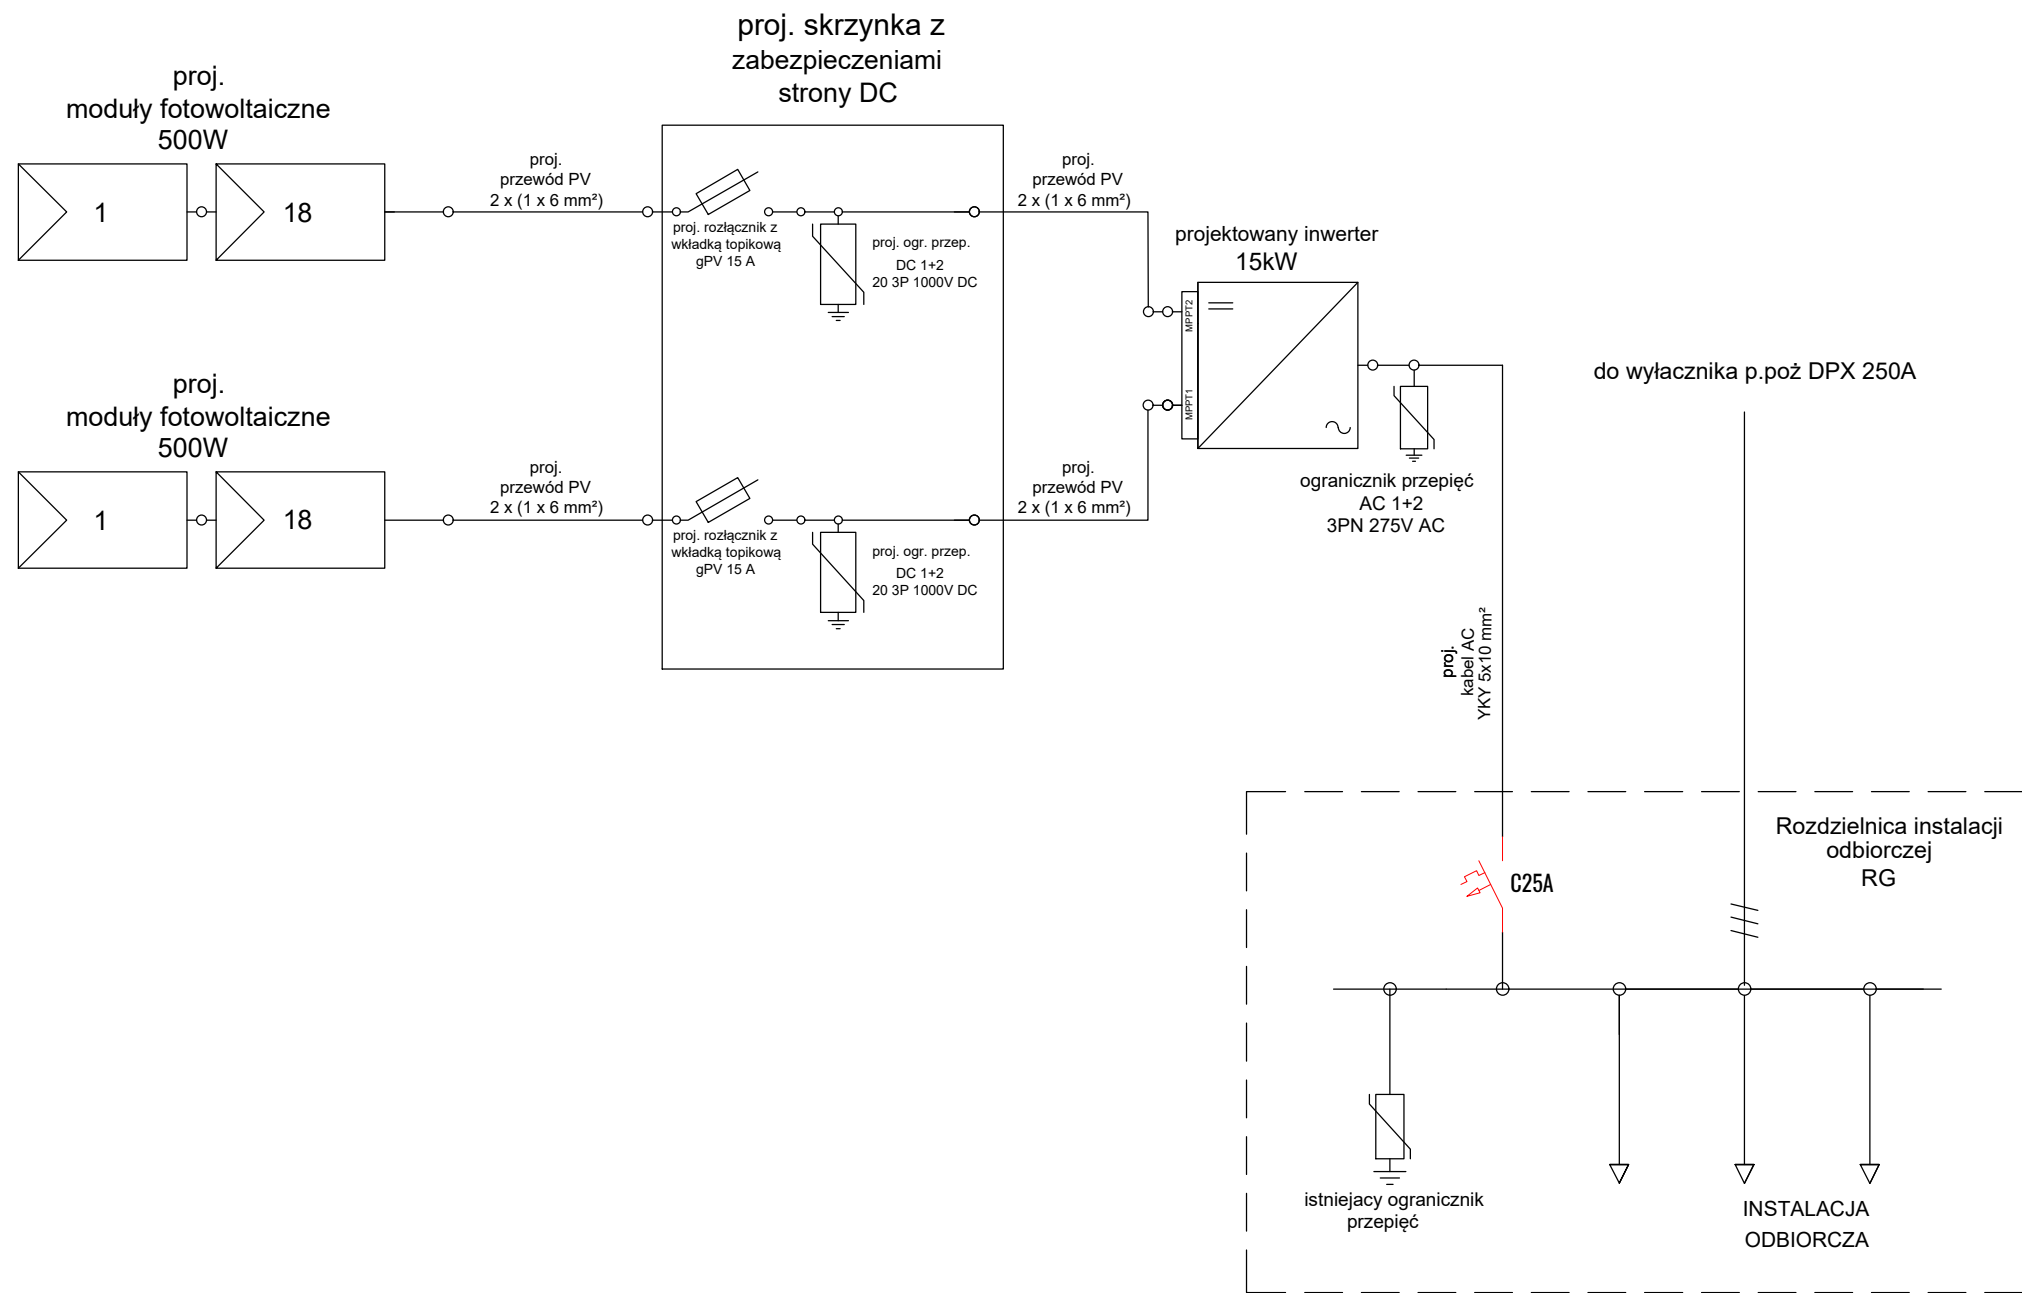 proj. skrzynka z
zabezpieczeniami
strony DC
proj.
moduły fotowoltaiczne
500W
1
18
proj.
przewód PV
2 x (1 x 6 mm²)
proj. rozłącznik z
wkładką topikową
gPV 15 A
proj. ogr. przep.
DC 1+2
20 3P 1000V DC
proj.
przewód PV
2 x (1 x 6 mm²)
projektowany inwerter
15kW
MPPT2
MPPT1
do wyłacznika p.poż DPX 250A
proj.
moduły fotowoltaiczne
500W
1
18
proj.
przewód PV
2 x (1 x 6 mm²)
proj. rozłącznik z
wkładką topikową
gPV 15 A
proj. ogr. przep.
DC 1+2
20 3P 1000V DC
proj.
przewód PV
2 x (1 x 6 mm²)
ogranicznik przepięć
AC 1+2
3PN 275V AC
proj.
kabel AC
YKY 5x10 mm²
Rozdzielnica instalacji
odbiorczej
RG
C25A
istniejacy ogranicznik
przepięć
INSTALACJA
ODBIORCZA